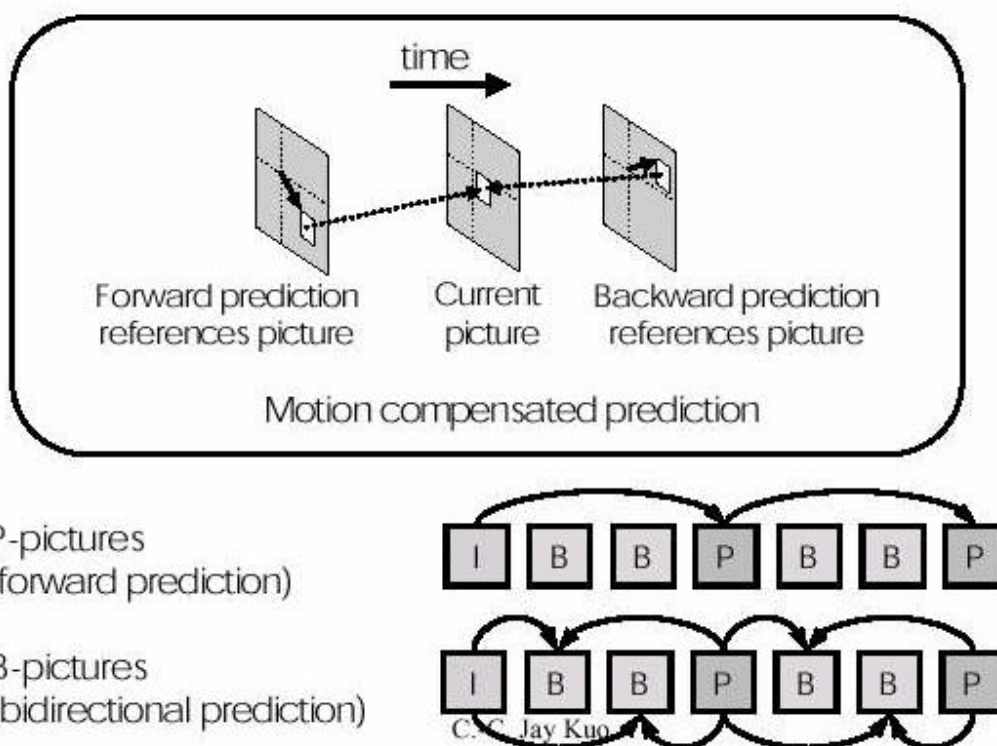 time
Forward prediction
references picture
Current
picture
Backward prediction
references picture
Motion compensated prediction
P-pictures
forward prediction)
I B B P B B P
B-pictures
bidirectional prediction)
I B B P B B P
C.-C. Jay Kuo